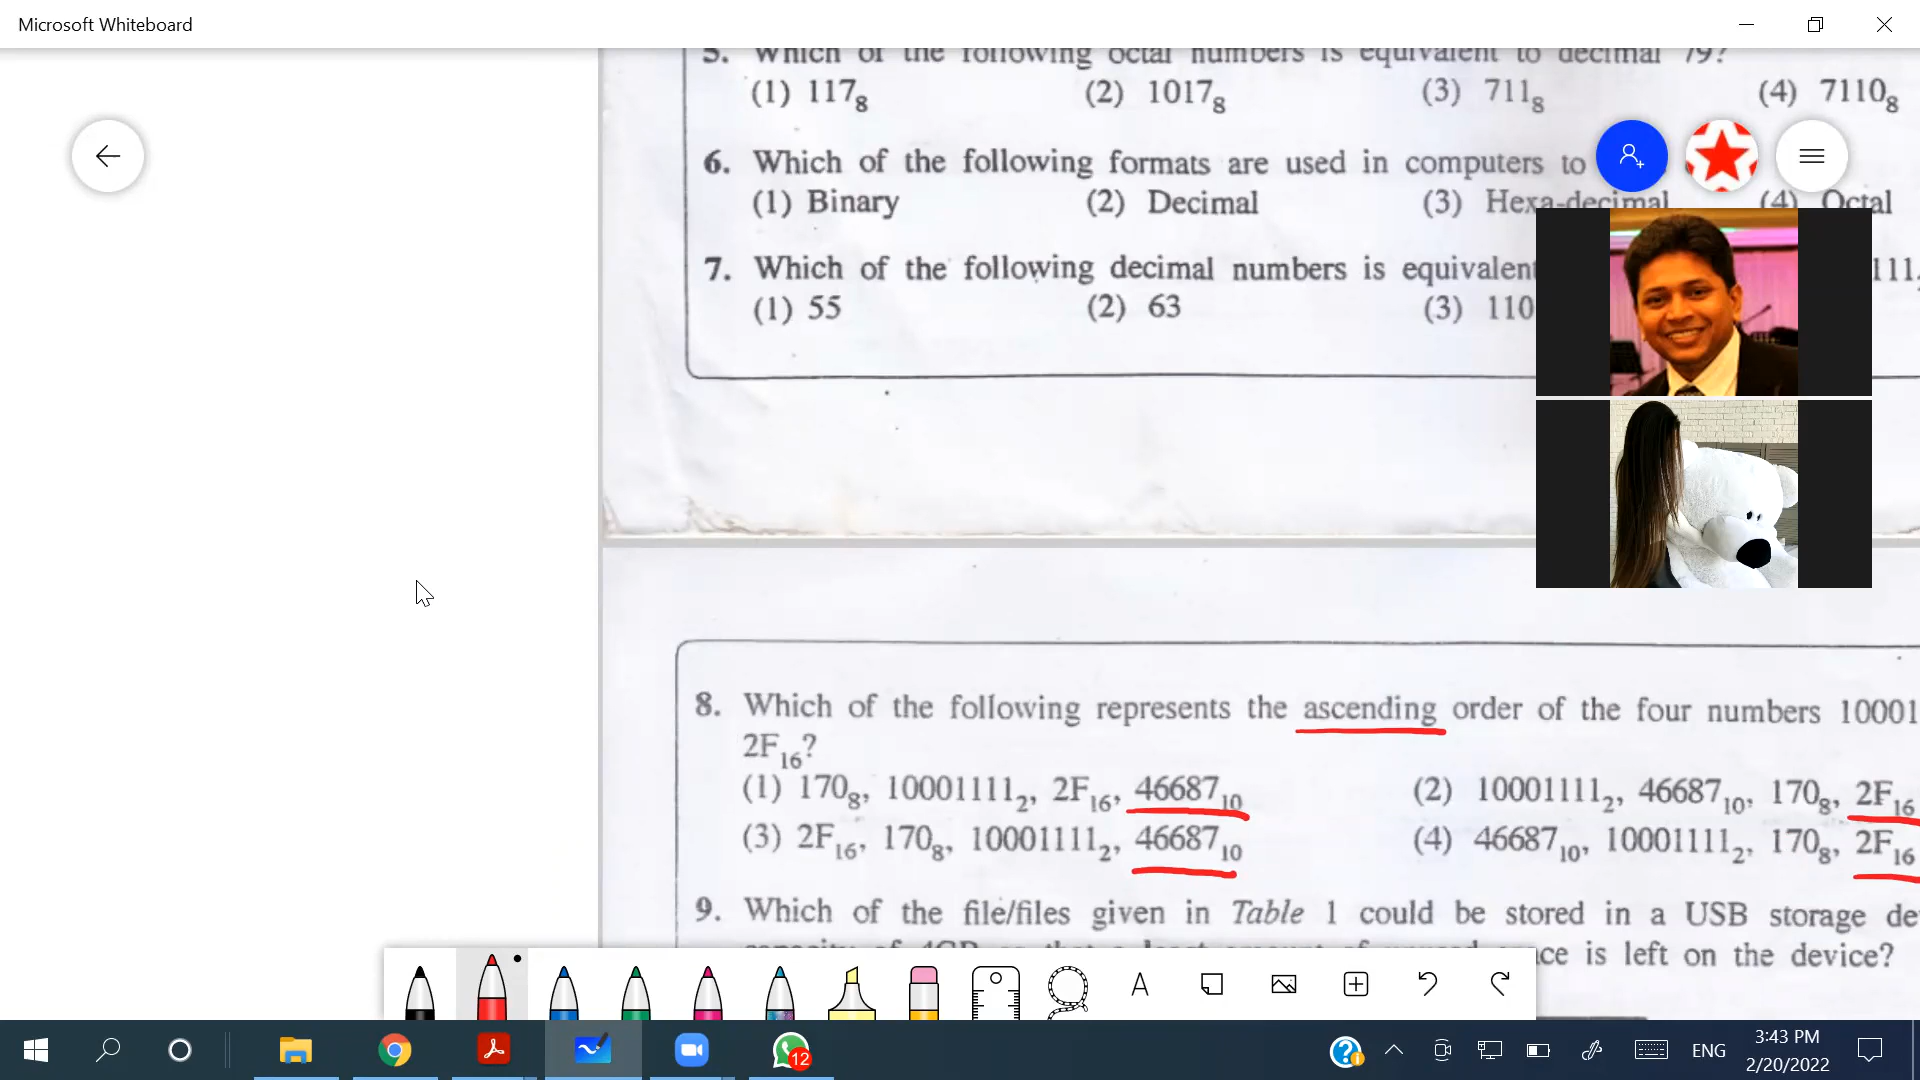 Microsoft Whiteboard
5. Which of the following octal numbers is equivalent to decimal 79?
(1) 117₈ (2) 1017₈ (3) 711₈ (4) 7110₈
6. Which of the following formats are used in computers to
(1) Binary (2) Decimal (3) Hexa-decimal (4) Octal
7. Which of the following decimal numbers is equivalent 111
(1) 55 (2) 63 (3) 110
8. Which of the following represents the ascending order of the four numbers 10001
2F₁₆?
(1) 170₈, 10001111₂, 2F₁₆, 46687₁₀ (2) 10001111₂, 46687₁₀, 170₈, 2F₁₆
(3) 2F₁₆, 170₈, 10001111₂, 46687₁₀ (4) 46687₁₀, 10001111₂, 170₈, 2F₁₆
9. Which of the file/files given in Table 1 could be stored in a USB storage de
is left on the device?
12
ENG
3:43 PM
2/20/2022